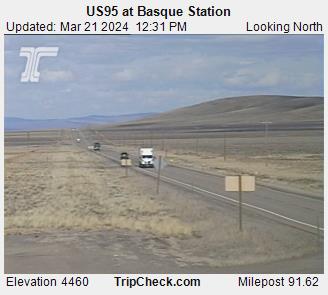 US95 at Basque Station
Updated: Mar 21 2024 12:31 PM Looking North
Elevation 4460 TripCheck.com Milepost 91.62